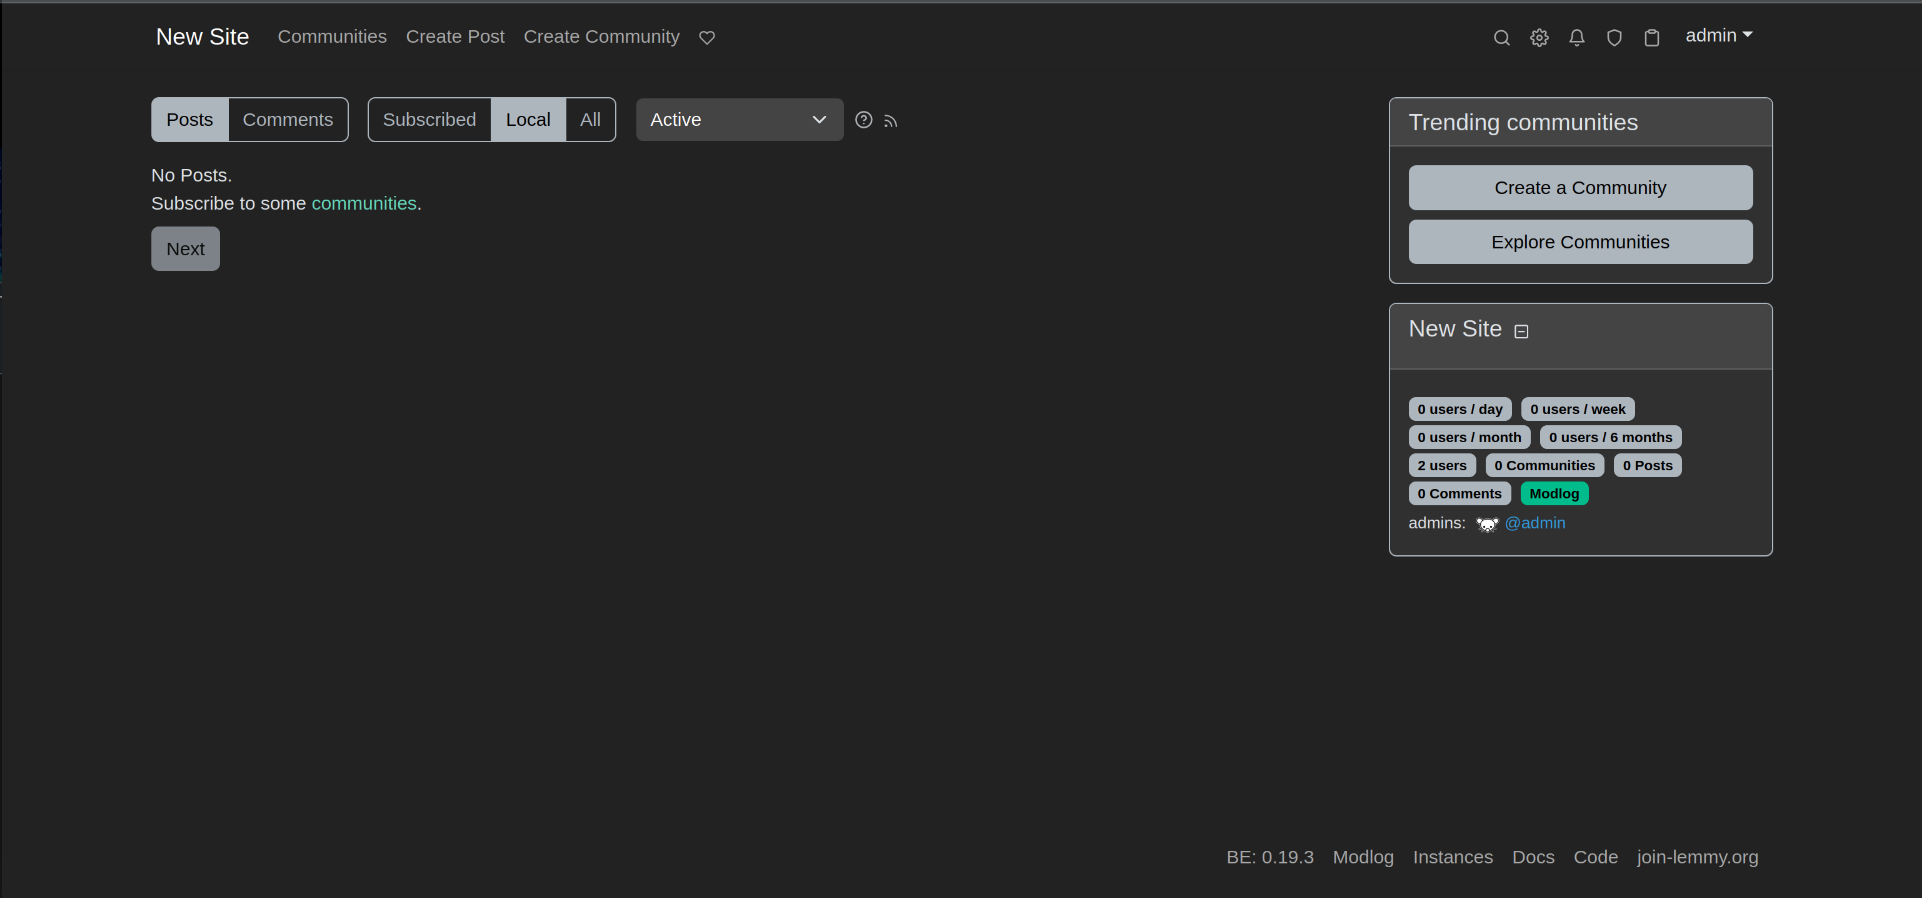 New Site Communities Create Post Create Community admin
Posts Comments Subscribed Local All Active
No Posts.
Subscribe to some communities.
Next
Trending communities
Create a Community
Explore Communities
New Site
0 users / day 0 users / week
0 users / month 0 users / 6 months
2 users 0 Communities 0 Posts
0 Comments Modlog
admins: @admin
BE: 0.19.3 Modlog Instances Docs Code join-lemmy.org